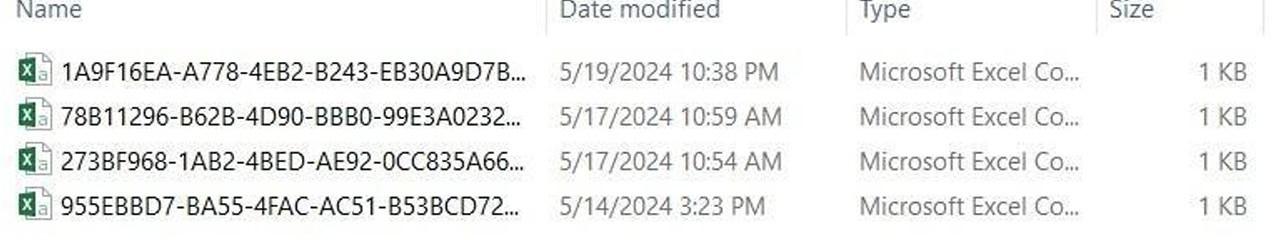 Name Date modified Type Size
1A9F16EA-A778-4EB2-B243-EB30A9D7B... 5/19/2024 10:38 PM Microsoft Excel Co... 1 KB
78B11296-B62B-4D90-BBB0-99E3A0232... 5/17/2024 10:59 AM Microsoft Excel Co... 1 KB
273BF968-1AB2-4BED-AE92-0CC835A66... 5/17/2024 10:54 AM Microsoft Excel Co... 1 KB
955EBBD7-BA55-4FAC-AC51-B53BCD72... 5/14/2024 3:23 PM Microsoft Excel Co... 1 KB